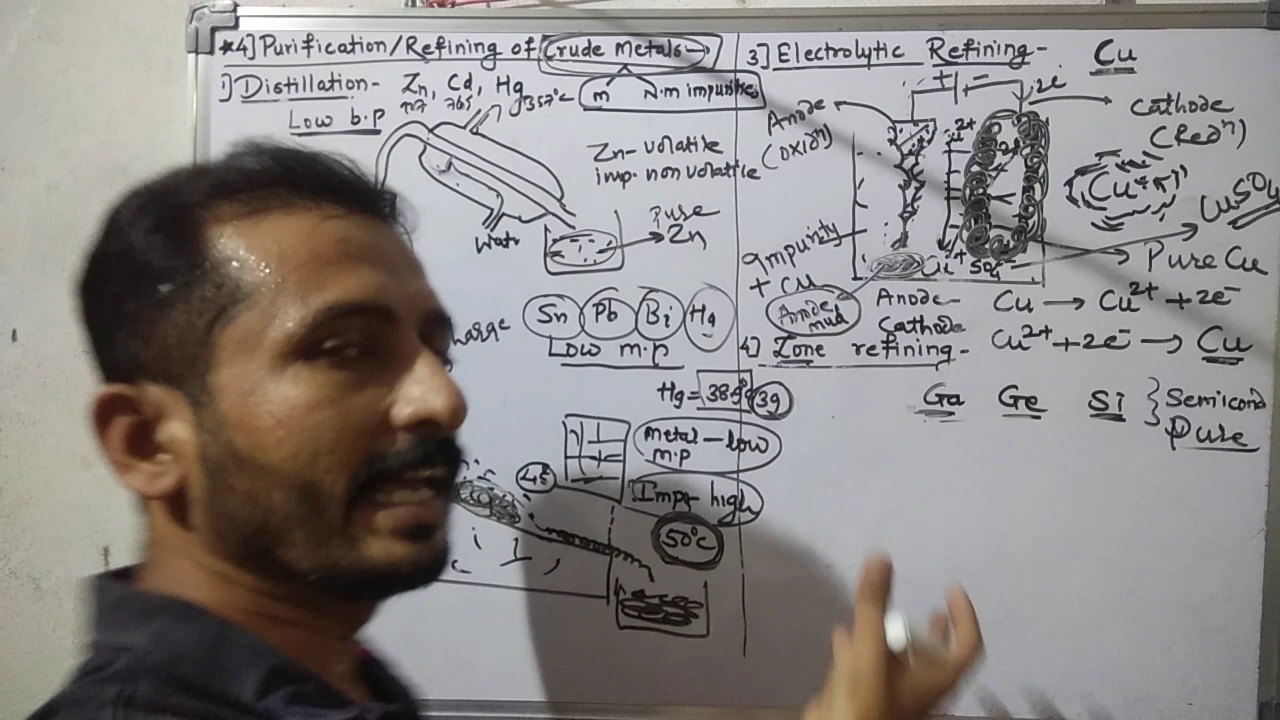 *4] Purification/Refining of Crude Metals→
1) Distillation- Zn, Cd, Hg
765 357°C
m N.m impurities
Low b.p
Zn- volatile
imp. non volatile
Water
Pure
Zn
Sn Pb Bi Hg
Low m.p
Hg = 38.9° 39
Metal - low
m.p
Imp. high
45
50°C
3] Electrolytic Refining- Cu
+ -
2e
Anode
(oxidⁿ)
Cathode
(Redⁿ)
CuSO4
Impurity
+ Cu
SO4
Pure Cu
Anode
mud
Anode- Cu → Cu2+ + 2e-
Cathode Cu2+ + 2e- → Cu
4] Zone refining-
Ga Ge Si } Semicond
Pure